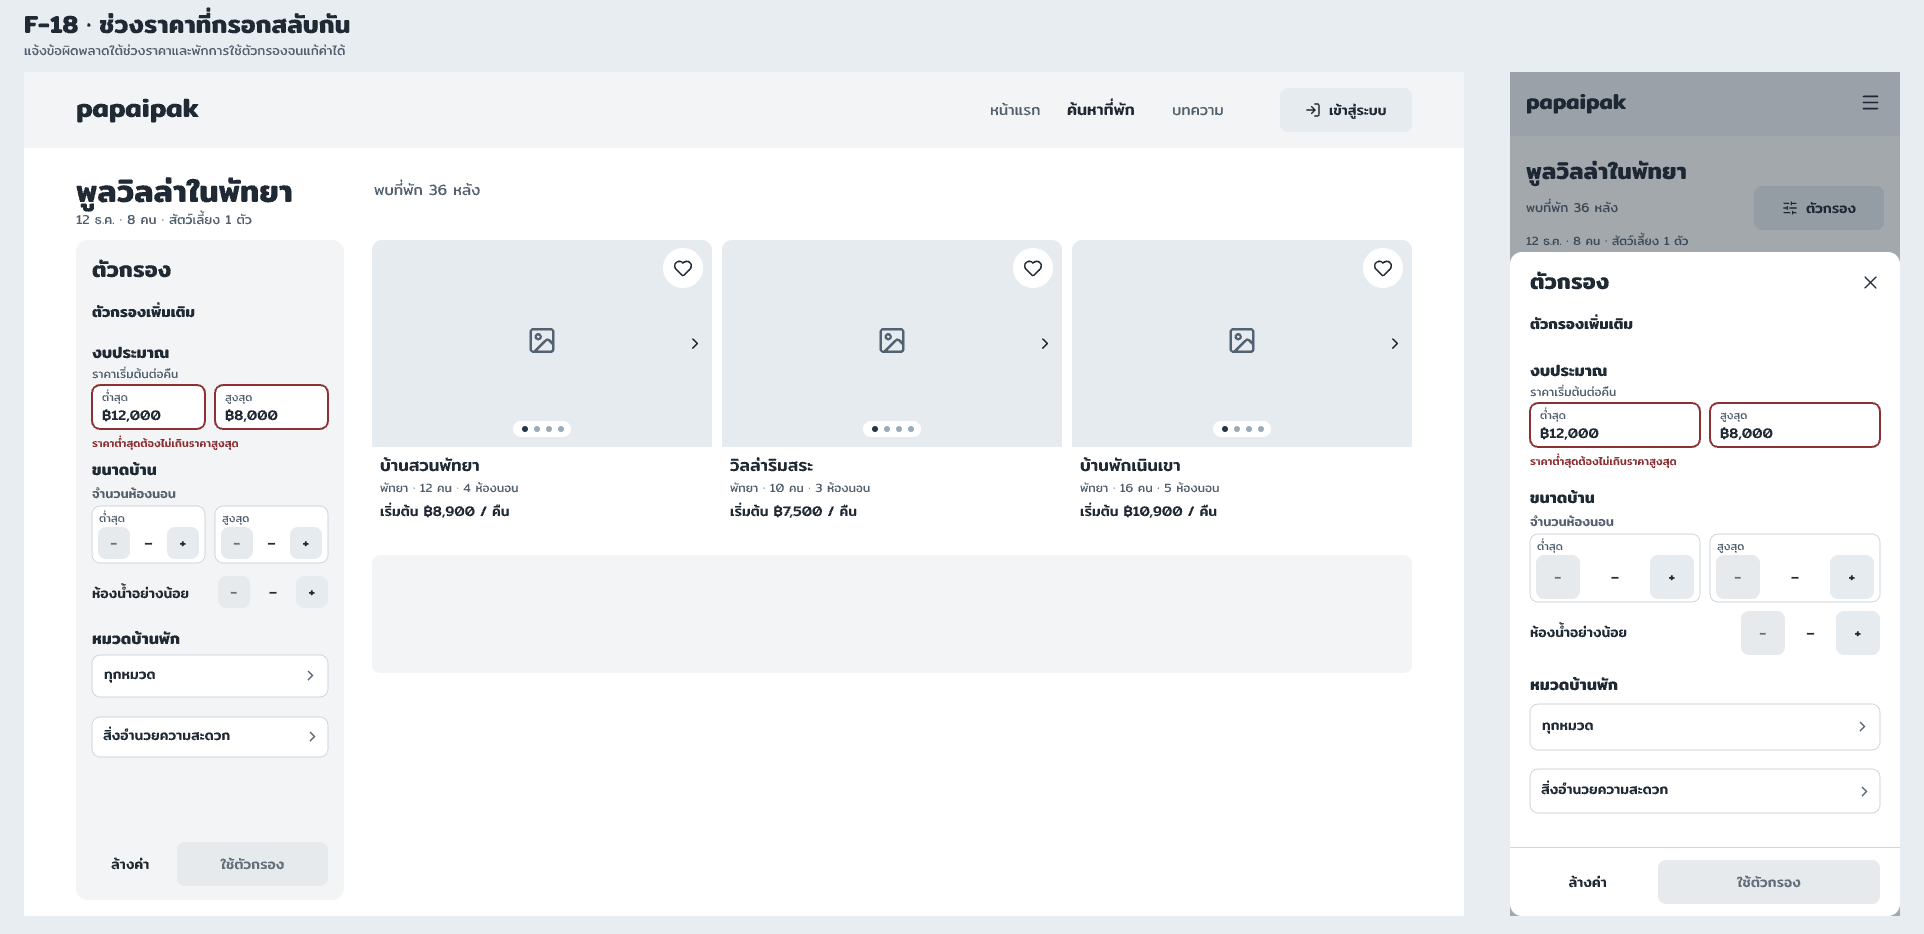 F-18 · ช่วงราคาที่กรอกสลับกัน
แจ้งข้อผิดพลาดใต้ช่วงราคาและพักการใช้ตัวกรองจนแก้ค่าได้
papaipak
หน้าแรก
ค้นหาที่พัก
บทความ
เข้าสู่ระบบ
พูลวิลล่าในพัทยา
12 ธ.ค. · 8 คน · สัตว์เลี้ยง 1 ตัว
พบที่พัก 36 หลัง
ตัวกรอง
ตัวกรองเพิ่มเติม
งบประมาณ
ราคาเริ่มต้นต่อคืน
ต่ำสุด
฿12,000
สูงสุด
฿8,000
ราคาต่ำสุดต้องไม่เกินราคาสูงสุด
ขนาดบ้าน
จำนวนห้องนอน
ต่ำสุด
สูงสุด
− – +
− – +
ห้องน้ำอย่างน้อย
− – +
หมวดบ้านพัก
ทุกหมวด
สิ่งอำนวยความสะดวก
ล้างค่า
ใช้ตัวกรอง
บ้านสวนพัทยา
พัทยา · 12 คน · 4 ห้องนอน
เริ่มต้น ฿8,900 / คืน
วิลล่าริมสระ
พัทยา · 10 คน · 3 ห้องนอน
เริ่มต้น ฿7,500 / คืน
บ้านพักเนินเขา
พัทยา · 16 คน · 5 ห้องนอน
เริ่มต้น ฿10,900 / คืน
papaipak
พูลวิลล่าในพัทยา
พบที่พัก 36 หลัง
ตัวกรอง
12 ธ.ค. · 8 คน · สัตว์เลี้ยง 1 ตัว
ตัวกรอง
ตัวกรองเพิ่มเติม
งบประมาณ
ราคาเริ่มต้นต่อคืน
ต่ำสุด
฿12,000
สูงสุด
฿8,000
ราคาต่ำสุดต้องไม่เกินราคาสูงสุด
ขนาดบ้าน
จำนวนห้องนอน
ต่ำสุด
สูงสุด
− – +
− – +
ห้องน้ำอย่างน้อย
− – +
หมวดบ้านพัก
ทุกหมวด
สิ่งอำนวยความสะดวก
ล้างค่า
ใช้ตัวกรอง